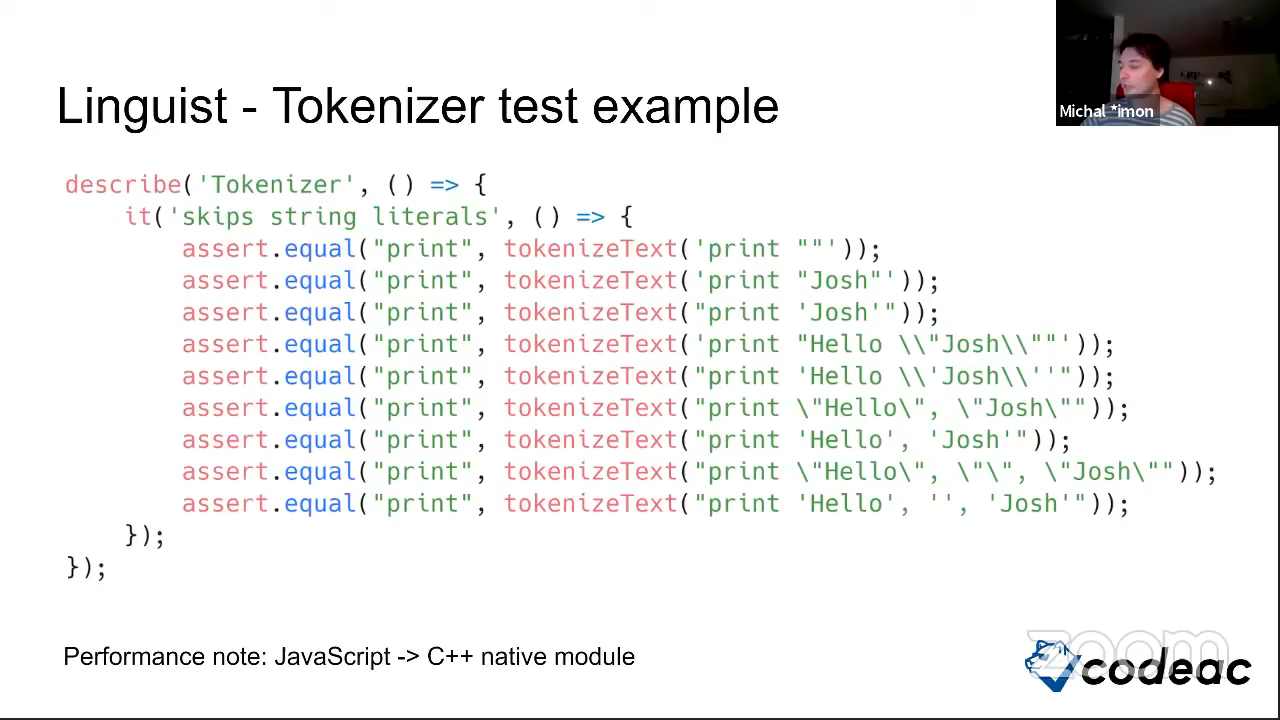 Linguist - Tokenizer test example
Michal *imon
describe('Tokenizer', () => {
    it('skips string literals', () => {
        assert.equal("print", tokenizeText('print ""'));
        assert.equal("print", tokenizeText('print "Josh"'));
        assert.equal("print", tokenizeText("print 'Josh'"));
        assert.equal("print", tokenizeText('print "Hello \\"Josh\\""'));
        assert.equal("print", tokenizeText("print 'Hello \\'Josh\\''"));
        assert.equal("print", tokenizeText("print \"Hello\", \"Josh\""));
        assert.equal("print", tokenizeText("print 'Hello', 'Josh'"));
        assert.equal("print", tokenizeText("print \"Hello\", \"\", \"Josh\""));
        assert.equal("print", tokenizeText("print 'Hello', '', 'Josh'"));
    });
});
Performance note: JavaScript -> C++ native module
zoom
codeac